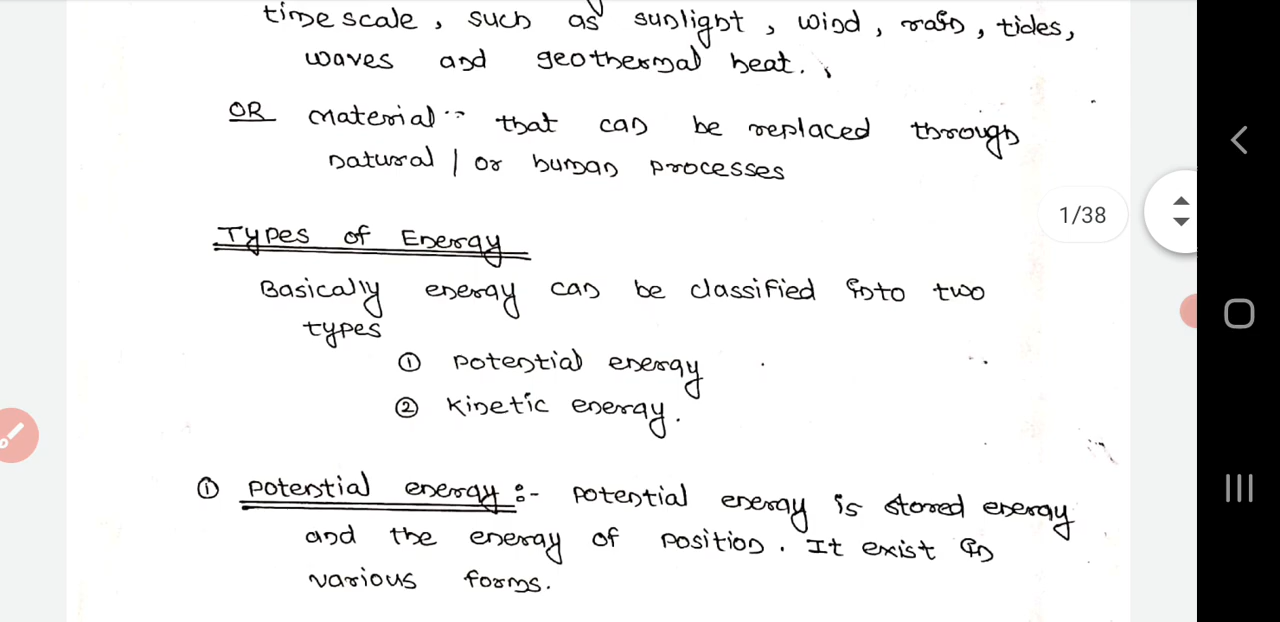 time scale, such as sunlight, wind, rain, tides,
waves and geothermal heat.
OR material that can be replaced through
natural / or human processes
1/38
Types of Energy
Basically energy can be classified into two
types
① potential energy
② kinetic energy.
① potential energy :- potential energy is stored energy
and the energy of position. It exist in
various forms.